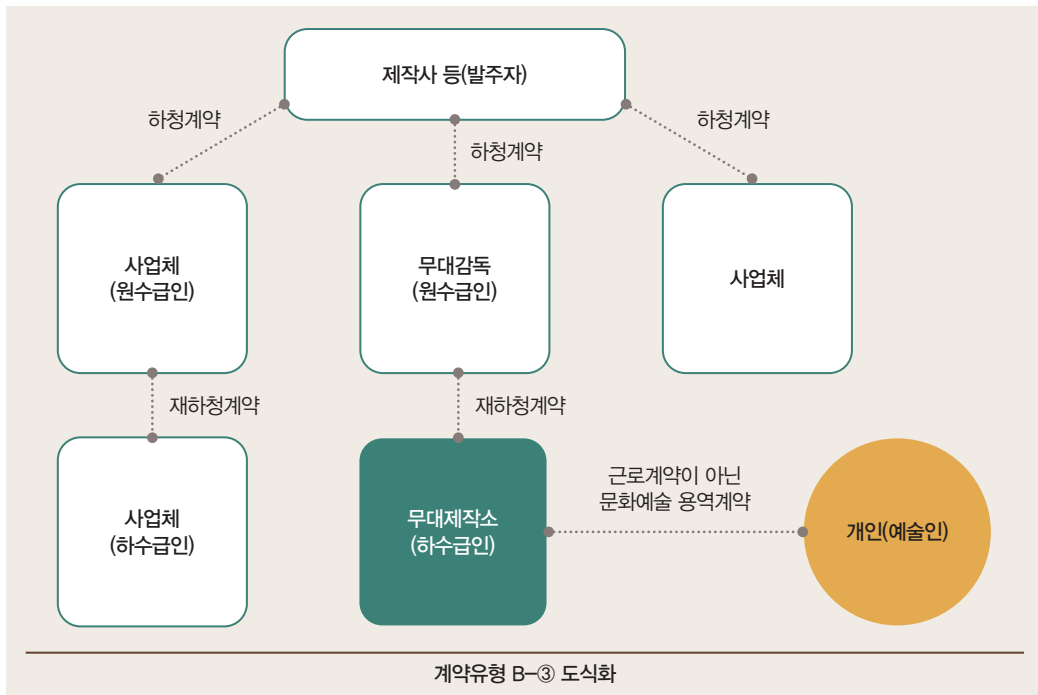 제작사 등(발주자)
하청계약
하청계약
하청계약
사업체
(원수급인)
무대감독
(원수급인)
사업체
재하청계약
재하청계약
사업체
(하수급인)
무대제작소
(하수급인)
근로계약이 아닌
문화예술 용역계약
개인(예술인)
계약유형 B-③ 도식화